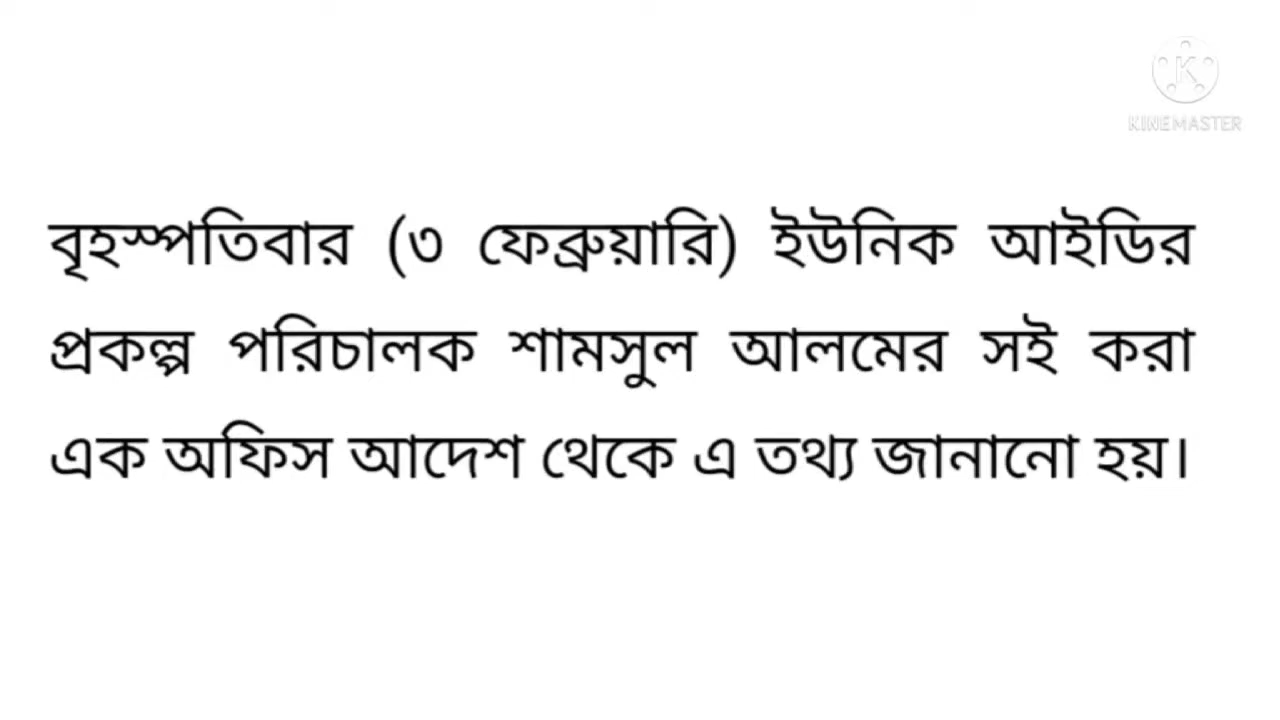 KINEMASTER
বৃহস্পতিবার (৩ ফেব্রুয়ারি) ইউনিক আইডির
প্রকল্প পরিচালক শামসুল আলমের সই করা
এক অফিস আদেশ থেকে এ তথ্য জানানো হয়।